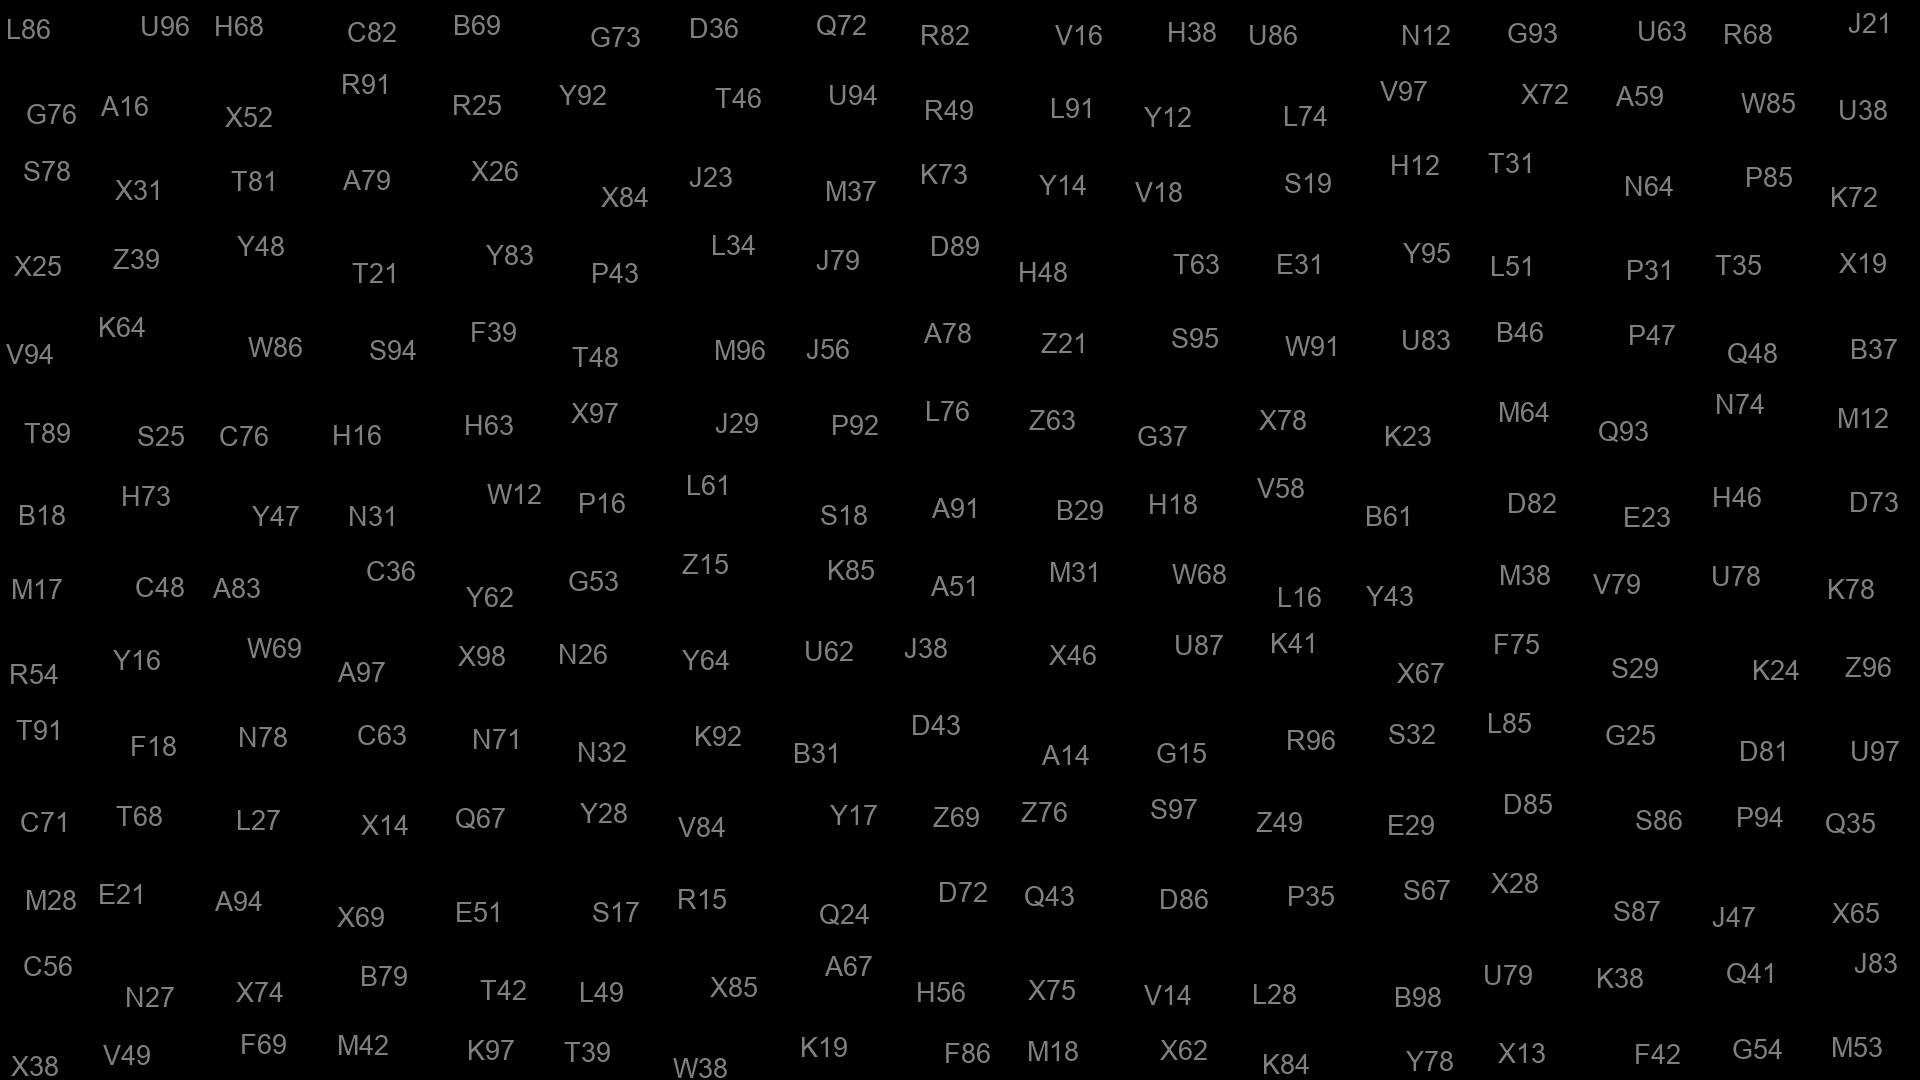 L86 U96 H68 C82 B69 G73 D36 Q72 R82 V16 H38 U86 N12 G93 U63 R68 J21
G76 A16 X52 R91 R25 Y92 T46 U94 R49 L91 Y12 L74 V97 X72 A59 W85 U38
S78 X31 T81 A79 X26 X84 J23 M37 K73 Y14 V18 S19 H12 T31 N64 P85 K72
X25 Z39 Y48 T21 Y83 P43 L34 J79 D89 H48 T63 E31 Y95 L51 P31 T35 X19
V94 K64 W86 S94 F39 T48 M96 J56 A78 Z21 S95 W91 U83 B46 P47 Q48 B37
T89 S25 C76 H16 H63 X97 J29 P92 L76 Z63 G37 X78 K23 M64 Q93 N74 M12
B18 H73 Y47 N31 W12 P16 L61 S18 A91 B29 H18 V58 B61 D82 E23 H46 D73
M17 C48 A83 C36 Y62 G53 Z15 K85 A51 M31 W68 L16 Y43 M38 V79 U78 K78
R54 Y16 W69 A97 X98 N26 Y64 U62 J38 X46 U87 K41 X67 F75 S29 K24 Z96
T91 F18 N78 C63 N71 N32 K92 B31 D43 A14 G15 R96 S32 L85 G25 D81 U97
C71 T68 L27 X14 Q67 Y28 V84 Y17 Z69 Z76 S97 Z49 E29 D85 S86 P94 Q35
M28 E21 A94 X69 E51 S17 R15 Q24 D72 Q43 D86 P35 S67 X28 S87 J47 X65
C56 N27 X74 B79 T42 L49 X85 A67 H56 X75 V14 L28 B98 U79 K38 Q41 J83
X38 V49 F69 M42 K97 T39 W38 K19 F86 M18 X62 K84 Y78 X13 F42 G54 M53